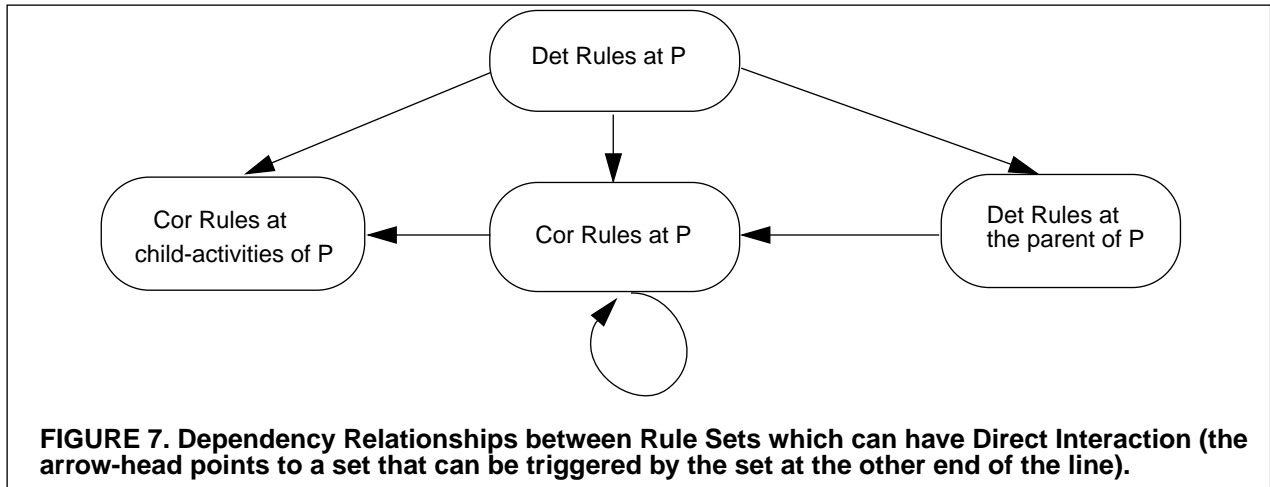 Det Rules at P
Cor Rules at
child-activities of P
Cor Rules at P
Det Rules at
the parent of P
FIGURE 7. Dependency Relationships between Rule Sets which can have Direct Interaction (the
arrow-head points to a set that can be triggered by the set at the other end of the line).